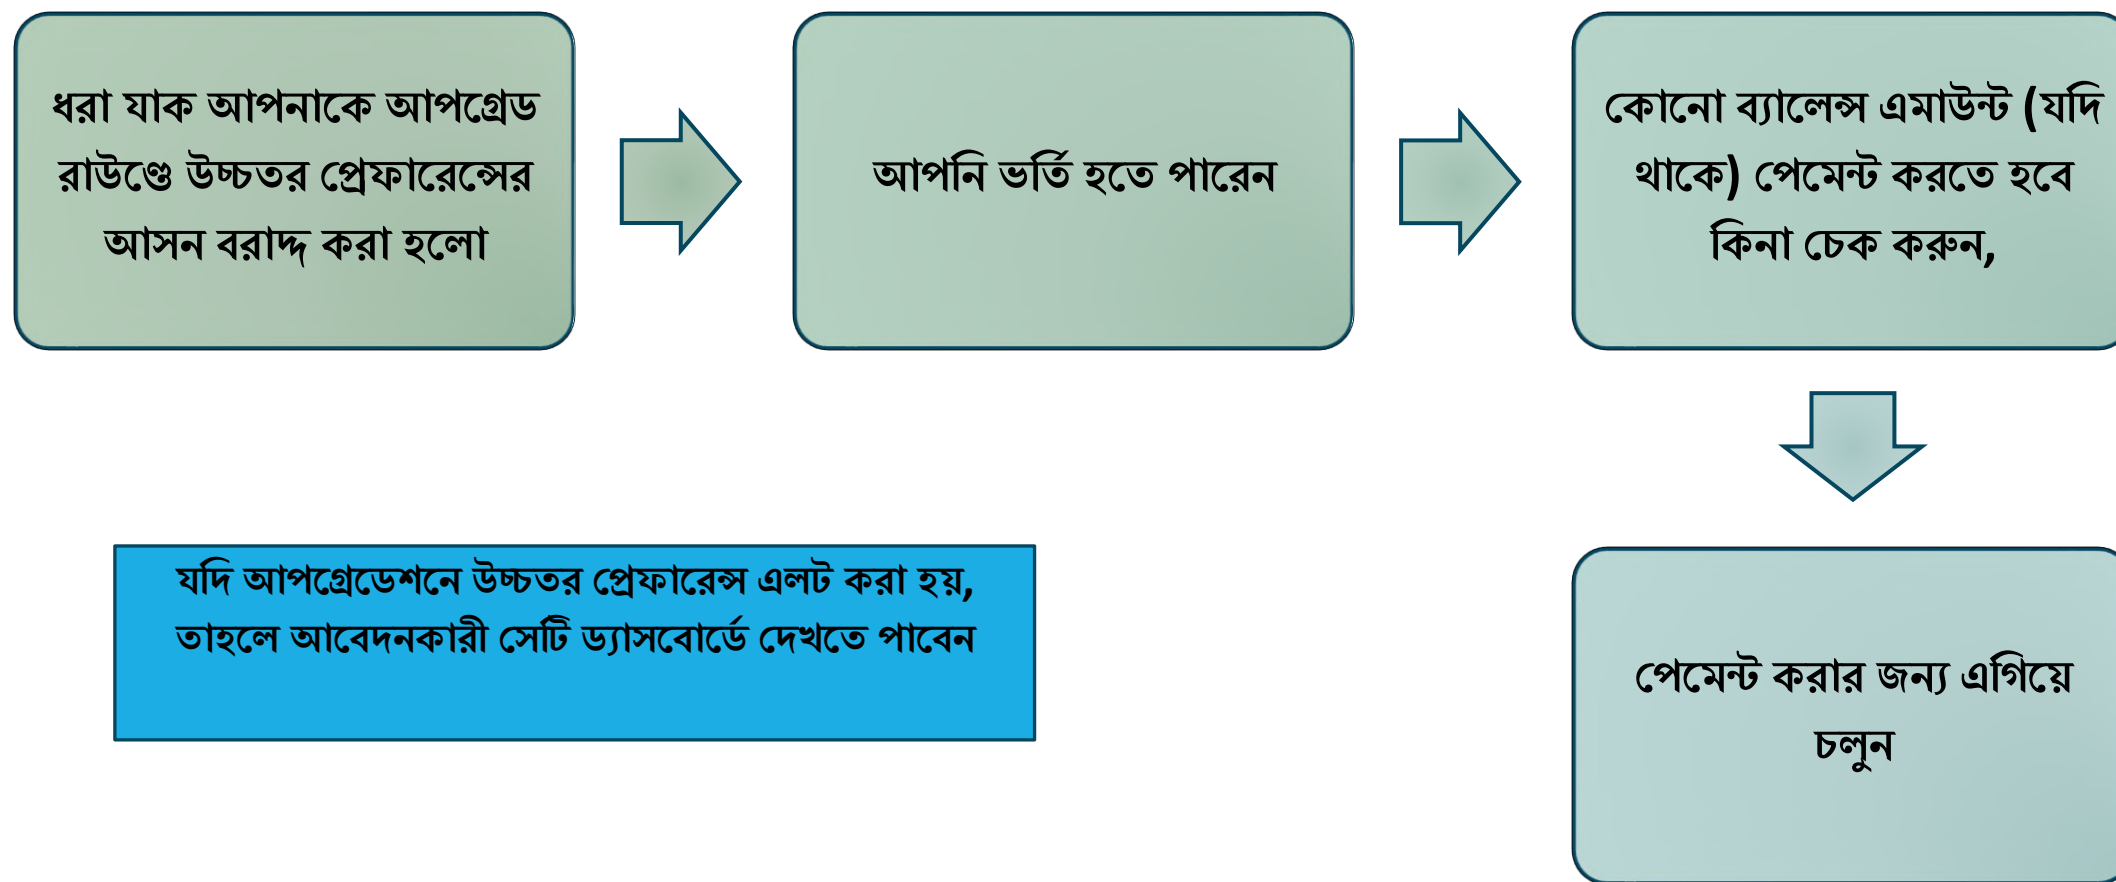 ধরা যাক আপনাকে আপগ্রেড
রাউণ্ডে উচ্চতর প্রেফারেন্সের
আসন বরাদ্দ করা হলো
আপনি ভর্তি হতে পারেন
কোনো ব্যালেন্স এমাউন্ট (যদি
থাকে) পেমেন্ট করতে হবে
কিনা চেক করুন,
পেমেন্ট করার জন্য এগিয়ে
চলুন
যদি আপগ্রেডেশনে উচ্চতর প্রেফারেন্স এলট করা হয়,
তাহলে আবেদনকারী সেটি ড্যাসবোর্ডে দেখতে পাবেন